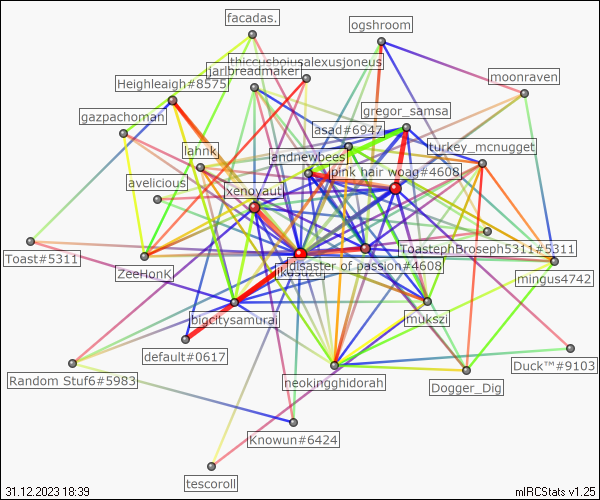 facadas.
ogshroom
thiccusboiusalexusjoneus
jarlbreadmaker
moonraven
Heighleigh#8575
gregor_samsa
gazpachoman
asad#6947
turkey_mcnugget
lahnk
andnewbees
pink hair woag#4608
avelicious
xenoyaut
Toast#5311
ToastephBroseph5311#5311
ZeeHonK
disaster of passion#4608
mingus4742
bigcitysamurai
mukszi
default#0617
Duck™#9103
Random Stuf6#5983
neokingghidorah
Dogger_Dig
Knowun#6424
tescoroll
31.12.2023 18:39
mIRCStats v1.25